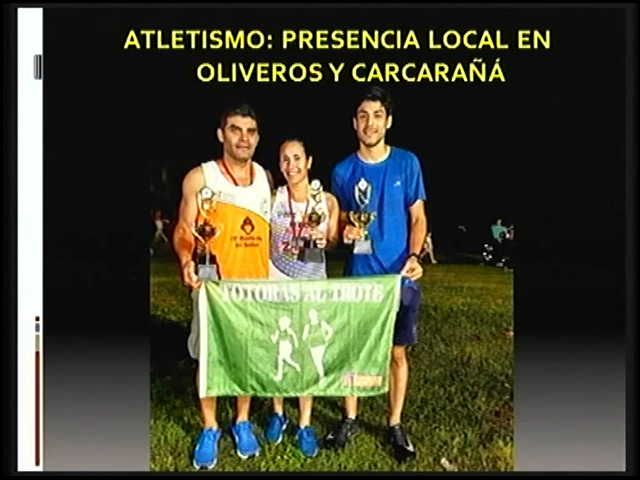 ATLETISMO: PRESENCIA LOCAL EN
OLIVEROS Y CARCARAÑÁ
TOTORAS AL TROTE